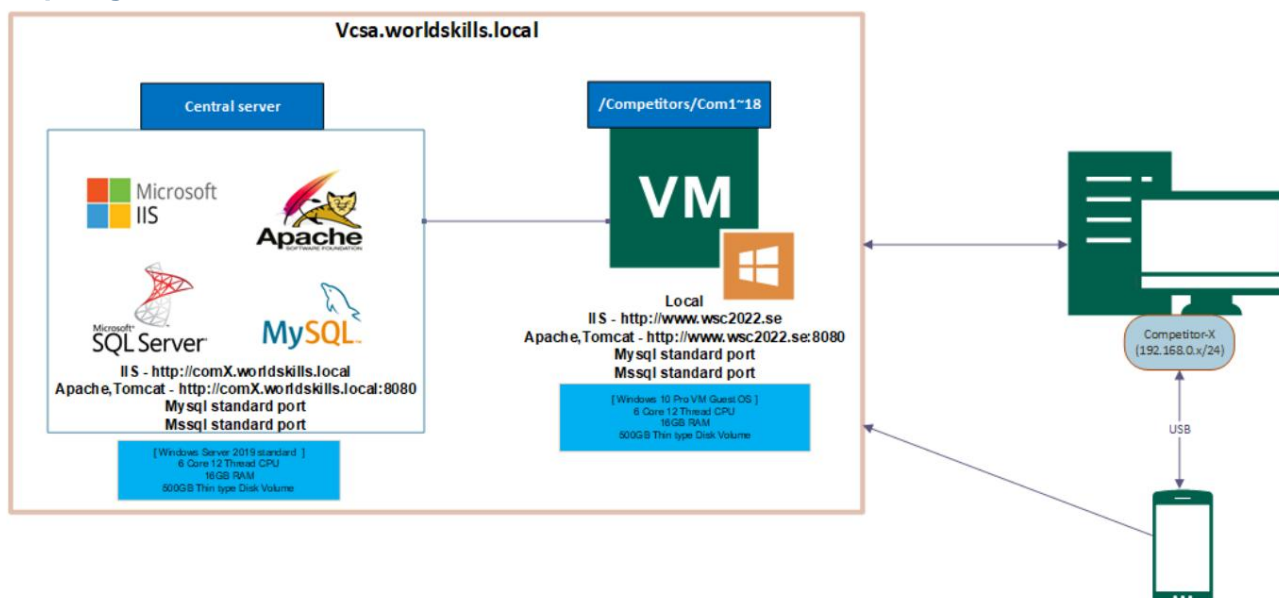 Vcsa.worldskills.local
Central server
Microsoft
IIS
Apache
SOFTWARE FOUNDATION
Microsoft
SQL Server
MySQL
IIS - http://comX.worldskills.local
Apache,Tomcat - http://comX.worldskills.local:8080
Mysql standard port
Mssql standard port
[ Windows Server 2019 standard ]
6 Core 12 Thread CPU
16GB RAM
500GB Thin type Disk Volume
/Competitors/Com1~18
VM
Local
IIS - http://www.wsc2022.se
Apache,Tomcat - http://www.wsc2022.se:8080
Mysql standard port
Mssql standard port
[ Windows 10 Pro VM Guest OS ]
6 Core 12 Thread CPU
16GB RAM
500GB Thin type Disk Volume
Competitor-X
(192.168.0.x/24)
USB